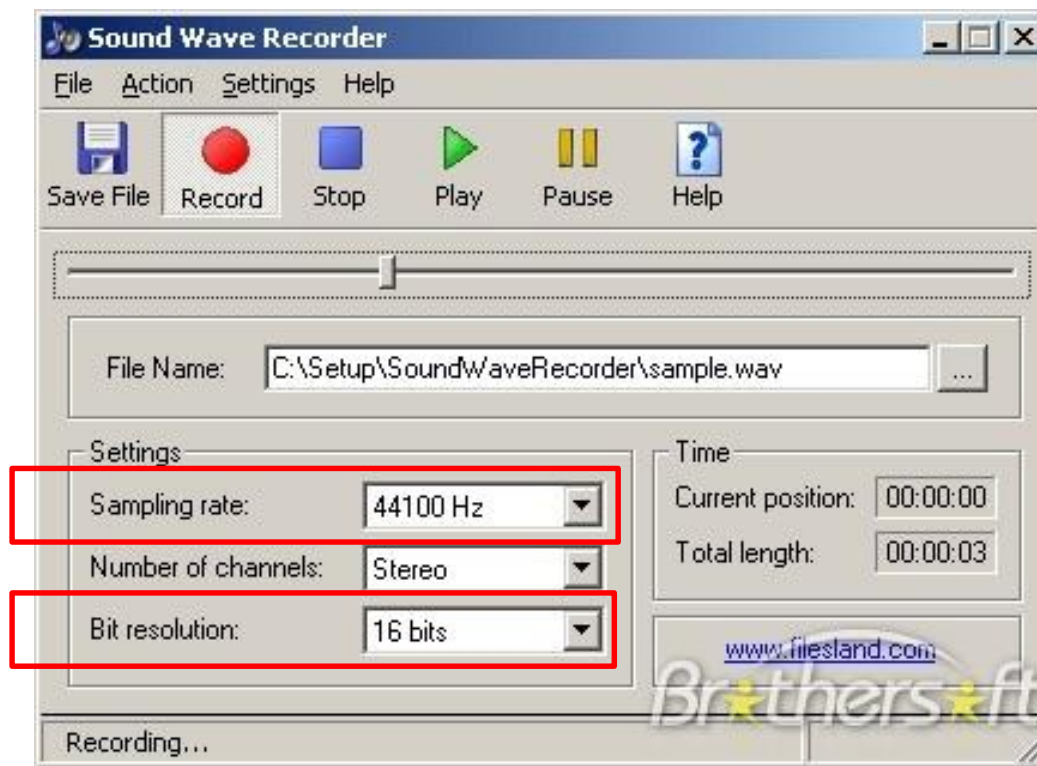 Sound Wave Recorder
File Action Settings Help
Save File Record Stop Play Pause Help
File Name: C:\Setup\SoundWaveRecorder\sample.wav ...
Settings
Sampling rate: 44100 Hz
Number of channels: Stereo
Bit resolution: 16 bits
Time
Current position: 00:00:00
Total length: 00:00:03
www.filesland.com
Brothersoft
Recording...